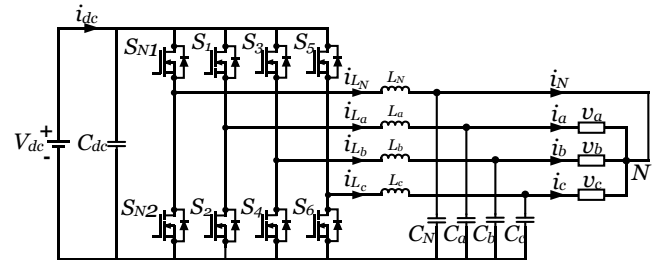 i_dc
S_N1 S_1 S_3 S_5
i_LN L_N i_N
i_La L_a i_a v_a
V_dc + - C_dc
i_Lb L_b i_b v_b
N
i_Lc L_c i_c v_c
S_N2 S_2 S_4 S_6
C_N C_a C_b C_c